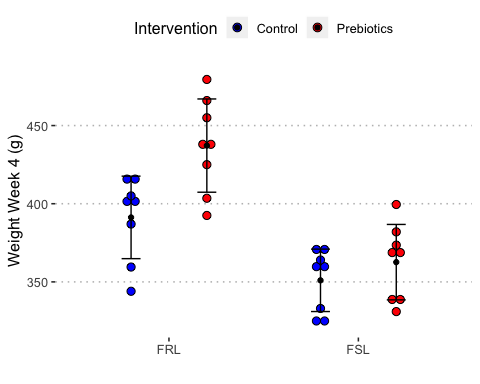 Intervention Control Prebiotics
Weight Week 4 (g)
450
400
350
FRL FSL